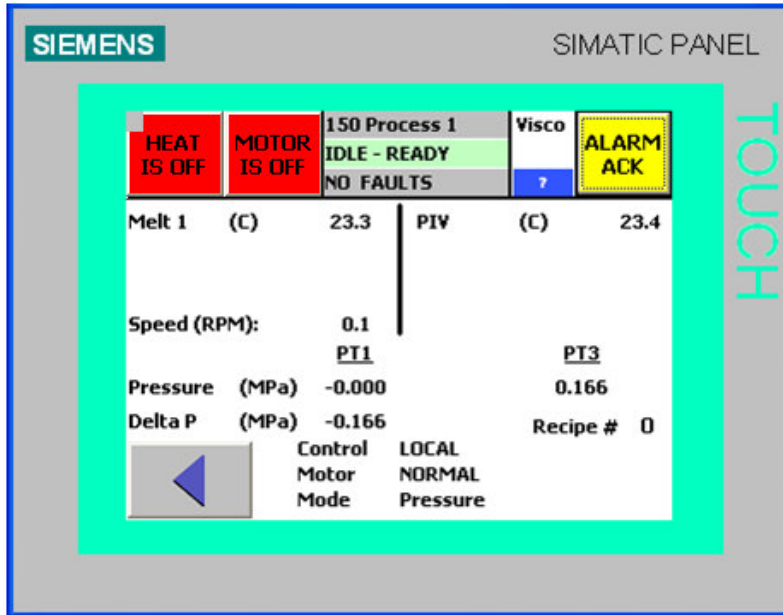 SIEMENS
SIMATIC PANEL
TOUCH
HEAT IS OFF
MOTOR IS OFF
150 Process 1
IDLE - READY
NO FAULTS
Visco
?
ALARM ACK
Melt 1 (C) 23.3 PIV (C) 23.4
Speed (RPM): 0.1
PT1 PT3
Pressure (MPa) -0.000 0.166
Delta P (MPa) -0.166 Recipe # 0
Control LOCAL
Motor NORMAL
Mode Pressure